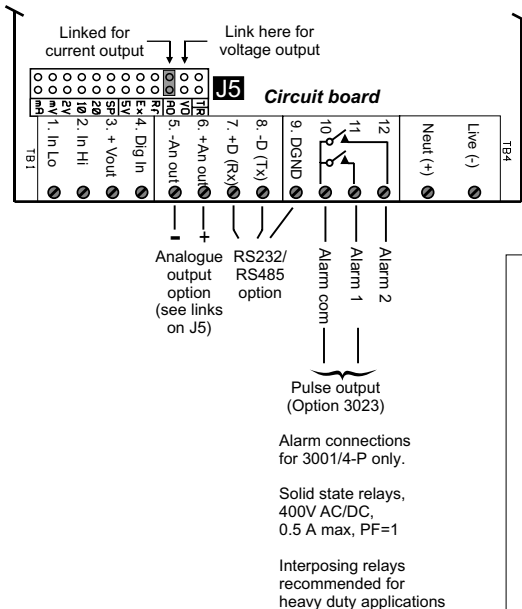 Linked for
current output
Link here for
voltage output
J5
Circuit board
mA
mV
2V
10
20
SP
5V
Ex
Rf
AO
VO
TR
TB1
1. In Lo
2. In Hi
3. + Vout
4. Dig In
5. -An out
6. +An out
7. +D (Rx)
8. -D (Tx)
9. DGND
10
11
12
Neut (+)
Live (-)
TB4
- +
Analogue
output
option
(see links
on J5)
RS232/
RS485
option
Alarm com
Alarm 1
Alarm 2
Pulse output
(Option 3023)
Alarm connections
for 3001/4-P only.
Solid state relays,
400V AC/DC,
0.5 A max, PF=1
Interposing relays
recommended for
heavy duty applications